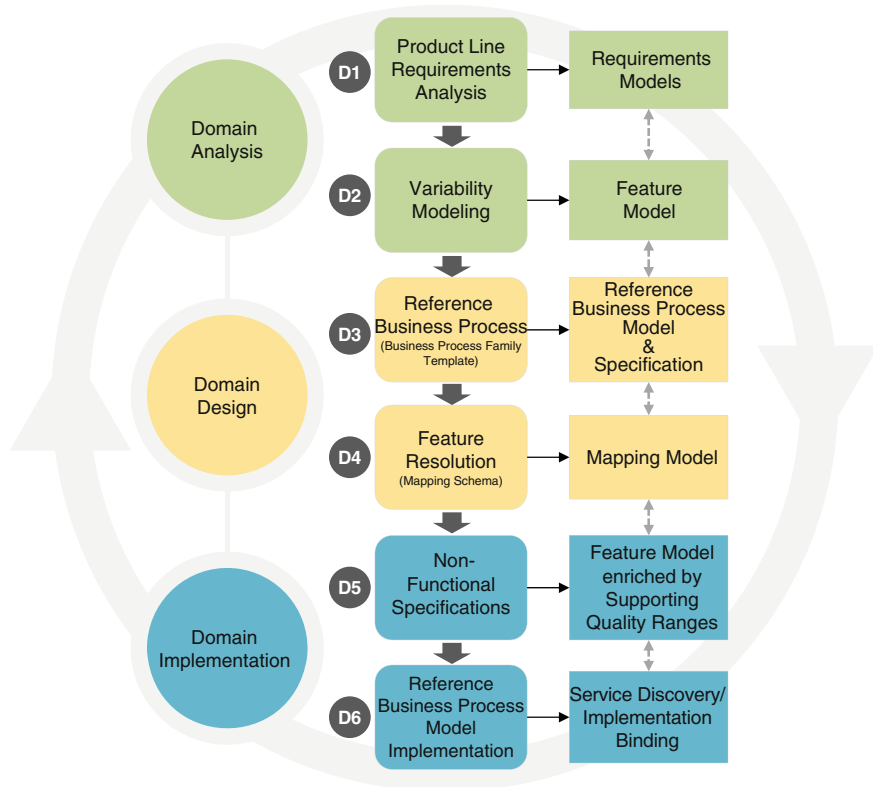 Domain
Analysis
D1
Product Line
Requirements
Analysis
Requirements
Models
D2
Variability
Modeling
Feature
Model
Domain
Design
D3
Reference
Business Process
(Business Process Family
Template)
Reference
Business Process
Model
&
Specification
D4
Feature
Resolution
(Mapping Schema)
Mapping Model
Domain
Implementation
D5
Non-
Functional
Specifications
Feature Model
enriched by
Supporting
Quality Ranges
D6
Reference
Business Process
Model
Implementation
Service Discovery/
Implementation
Binding